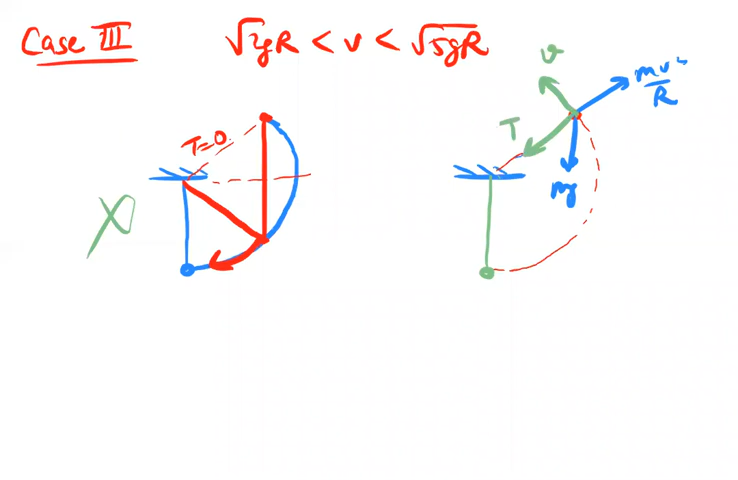 Case III √2gR < v < √5gR
v
mv²
R
T=0
T
mg
X